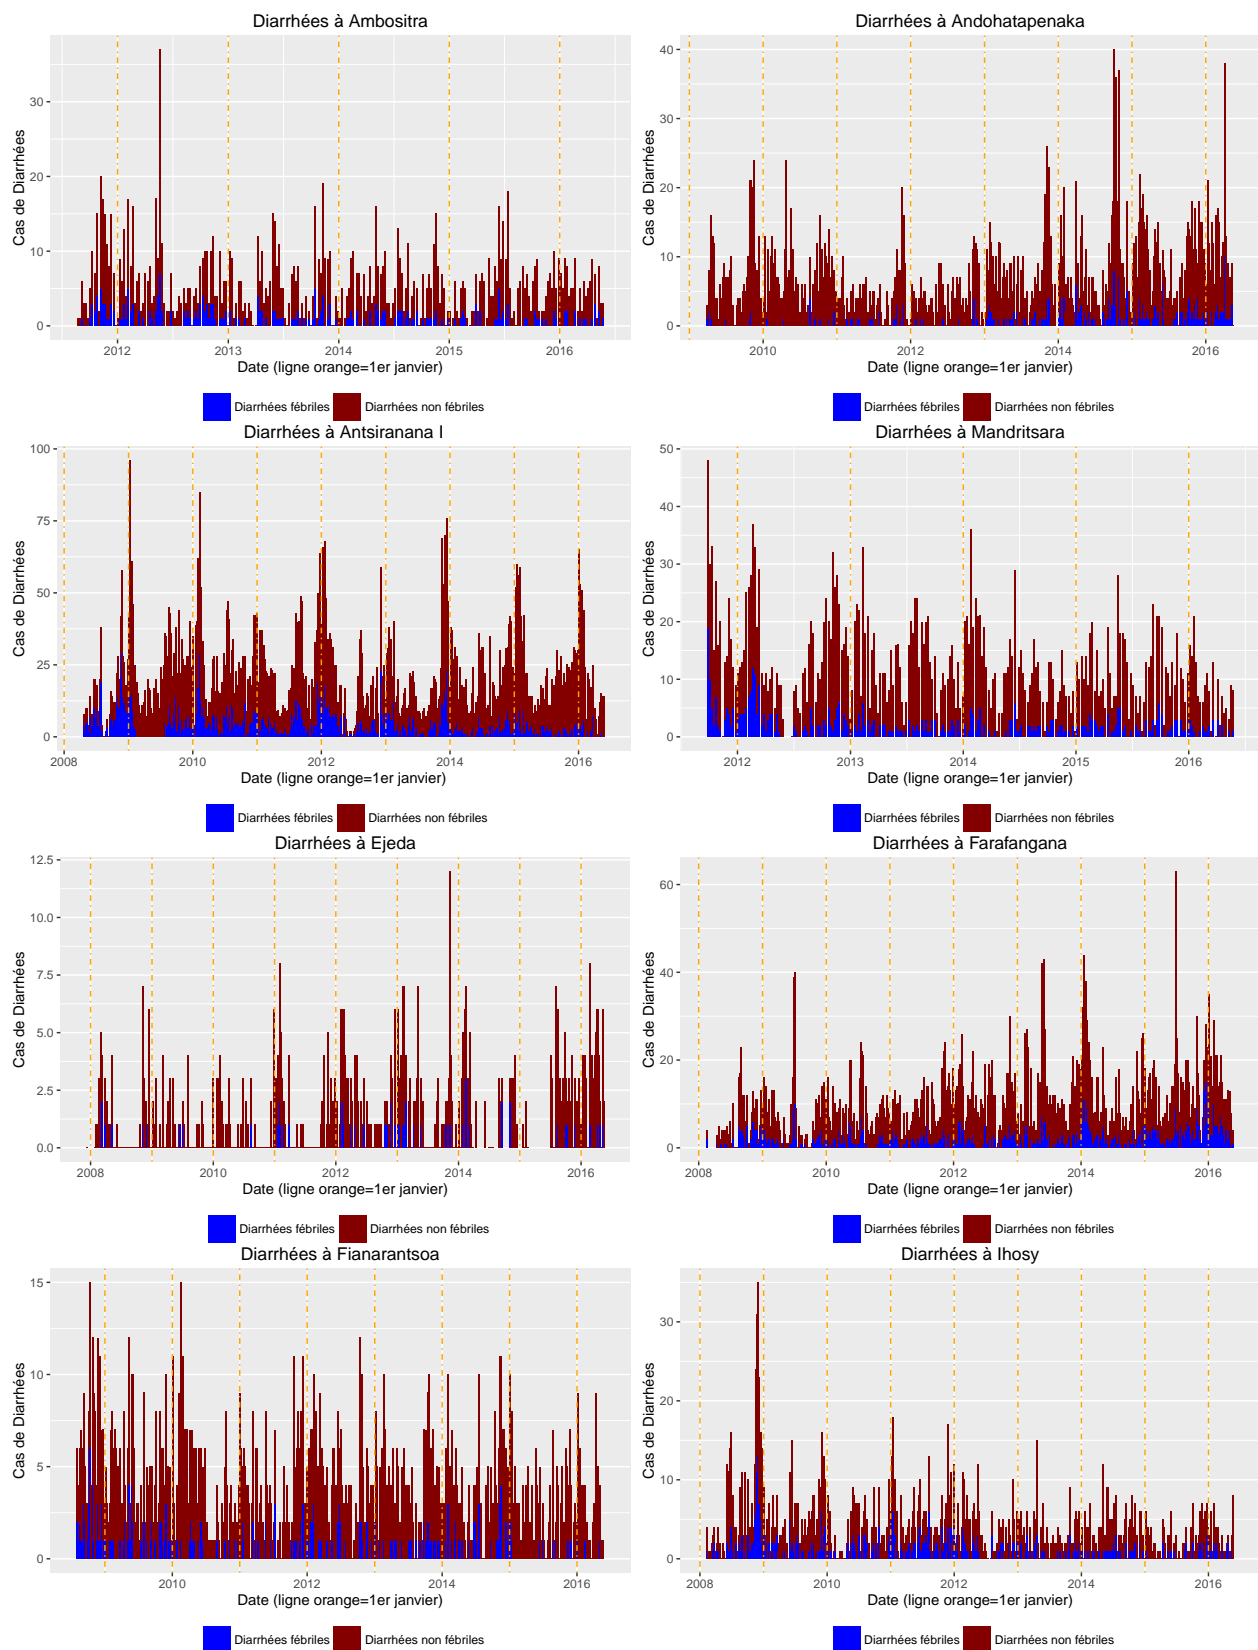 Diarrhées à Ambositra
Cas de Diarrhées
30
20
10
0
2012 2013 2014 2015 2016
Date (ligne orange=1er janvier)
Diarrhées fébriles Diarrhées non fébriles
Diarrhées à Andohatapenaka
Cas de Diarrhées
40
30
20
10
0
2010 2012 2014 2016
Date (ligne orange=1er janvier)
Diarrhées fébriles Diarrhées non fébriles
Diarrhées à Antsiranana I
Cas de Diarrhées
100
75
50
25
0
2008 2010 2012 2014 2016
Date (ligne orange=1er janvier)
Diarrhées fébriles Diarrhées non fébriles
Diarrhées à Mandritsara
Cas de Diarrhées
50
40
30
20
10
0
2012 2013 2014 2015 2016
Date (ligne orange=1er janvier)
Diarrhées fébriles Diarrhées non fébriles
Diarrhées à Ejeda
Cas de Diarrhées
12.5
10.0
7.5
5.0
2.5
0.0
2008 2010 2012 2014 2016
Date (ligne orange=1er janvier)
Diarrhées fébriles Diarrhées non fébriles
Diarrhées à Farafangana
Cas de Diarrhées
60
40
20
0
2008 2010 2012 2014 2016
Date (ligne orange=1er janvier)
Diarrhées fébriles Diarrhées non fébriles
Diarrhées à Fianarantsoa
Cas de Diarrhées
15
10
5
0
2010 2012 2014 2016
Date (ligne orange=1er janvier)
Diarrhées fébriles Diarrhées non fébriles
Diarrhées à Ihosy
Cas de Diarrhées
30
20
10
0
2008 2010 2012 2014 2016
Date (ligne orange=1er janvier)
Diarrhées fébriles Diarrhées non fébriles